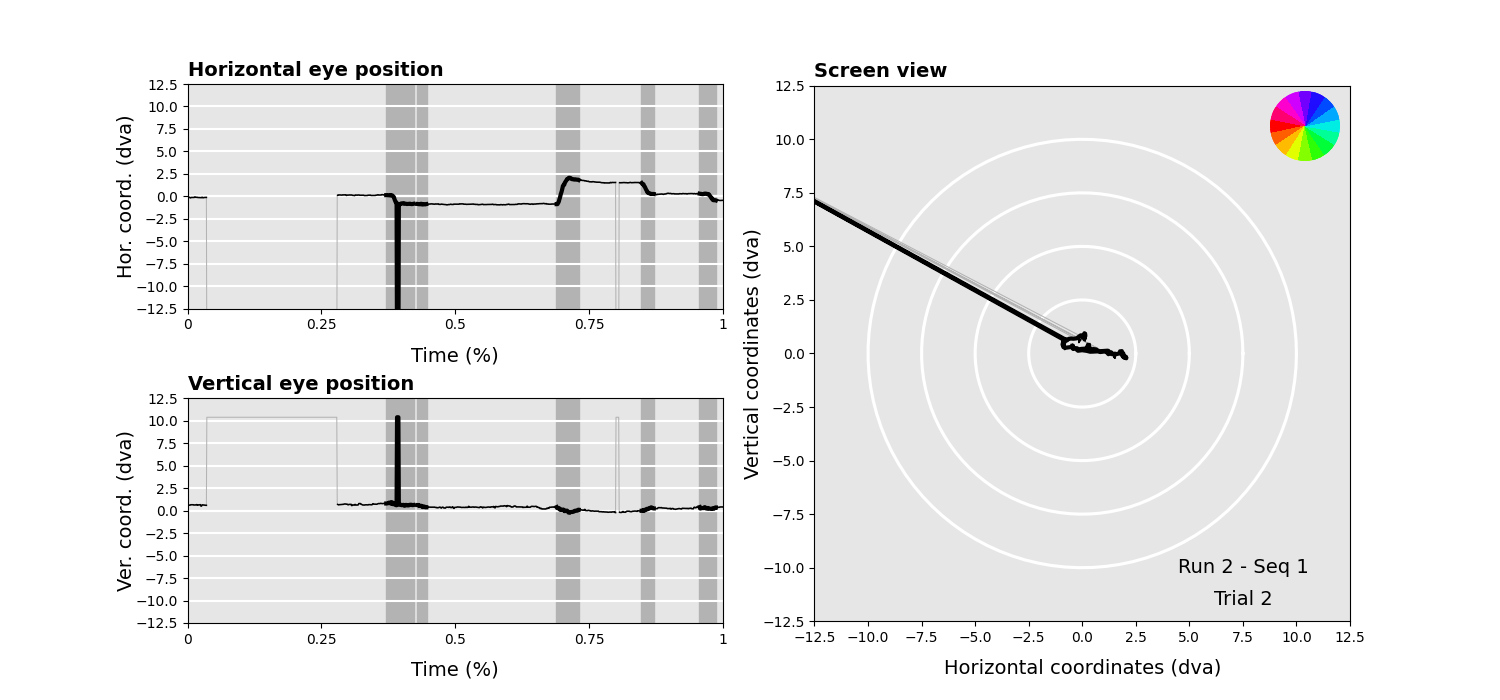 Horizontal eye position
Hor. coord. (dva)
12.5
10.0
7.5
5.0
2.5
0.0
−2.5
−5.0
−7.5
−10.0
−12.5
0 0.25 0.5 0.75 1
Time (%)
Vertical eye position
Ver. coord. (dva)
12.5
10.0
7.5
5.0
2.5
0.0
−2.5
−5.0
−7.5
−10.0
−12.5
0 0.25 0.5 0.75 1
Time (%)
Screen view
Vertical coordinates (dva)
12.5
10.0
7.5
5.0
2.5
0.0
−2.5
−5.0
−7.5
−10.0
−12.5
Run 2 - Seq 1
Trial 2
−12.5 −10.0 −7.5 −5.0 −2.5 0.0 2.5 5.0 7.5 10.0 12.5
Horizontal coordinates (dva)